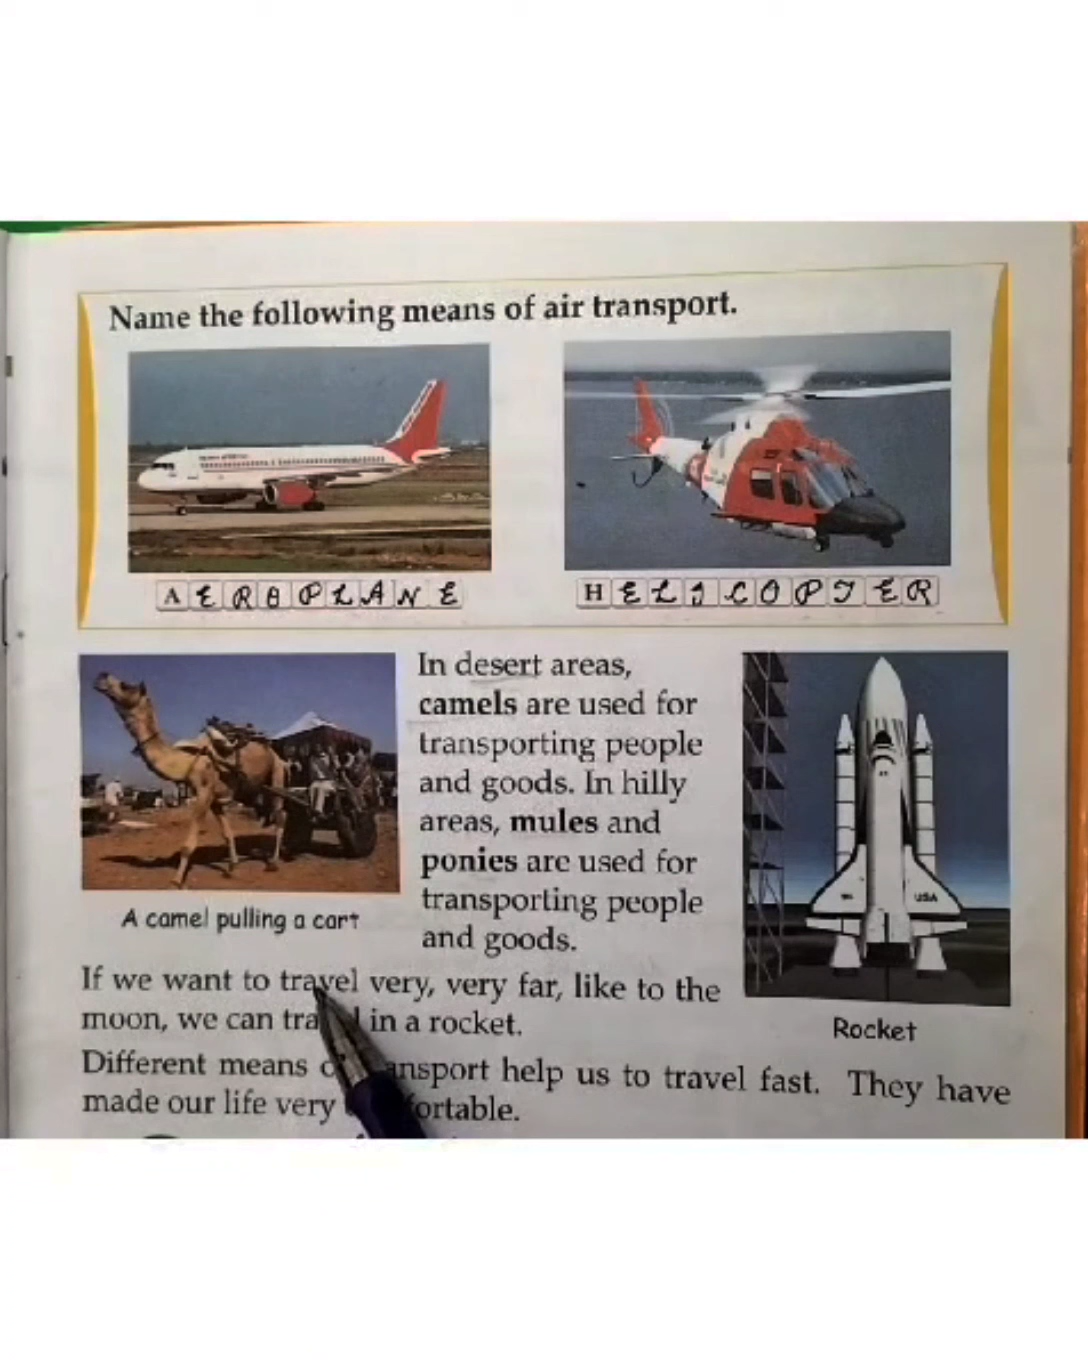 Name the following means of air transport.
AEROPLANE
HELICOPTER
In desert areas,
camels are used for
transporting people
and goods. In hilly
areas, mules and
ponies are used for
transporting people
and goods.
A camel pulling a cart
USA
Rocket
If we want to travel very, very far, like to the
moon, we can in a rocket.
Different means help us to travel fast. They have
made our life very